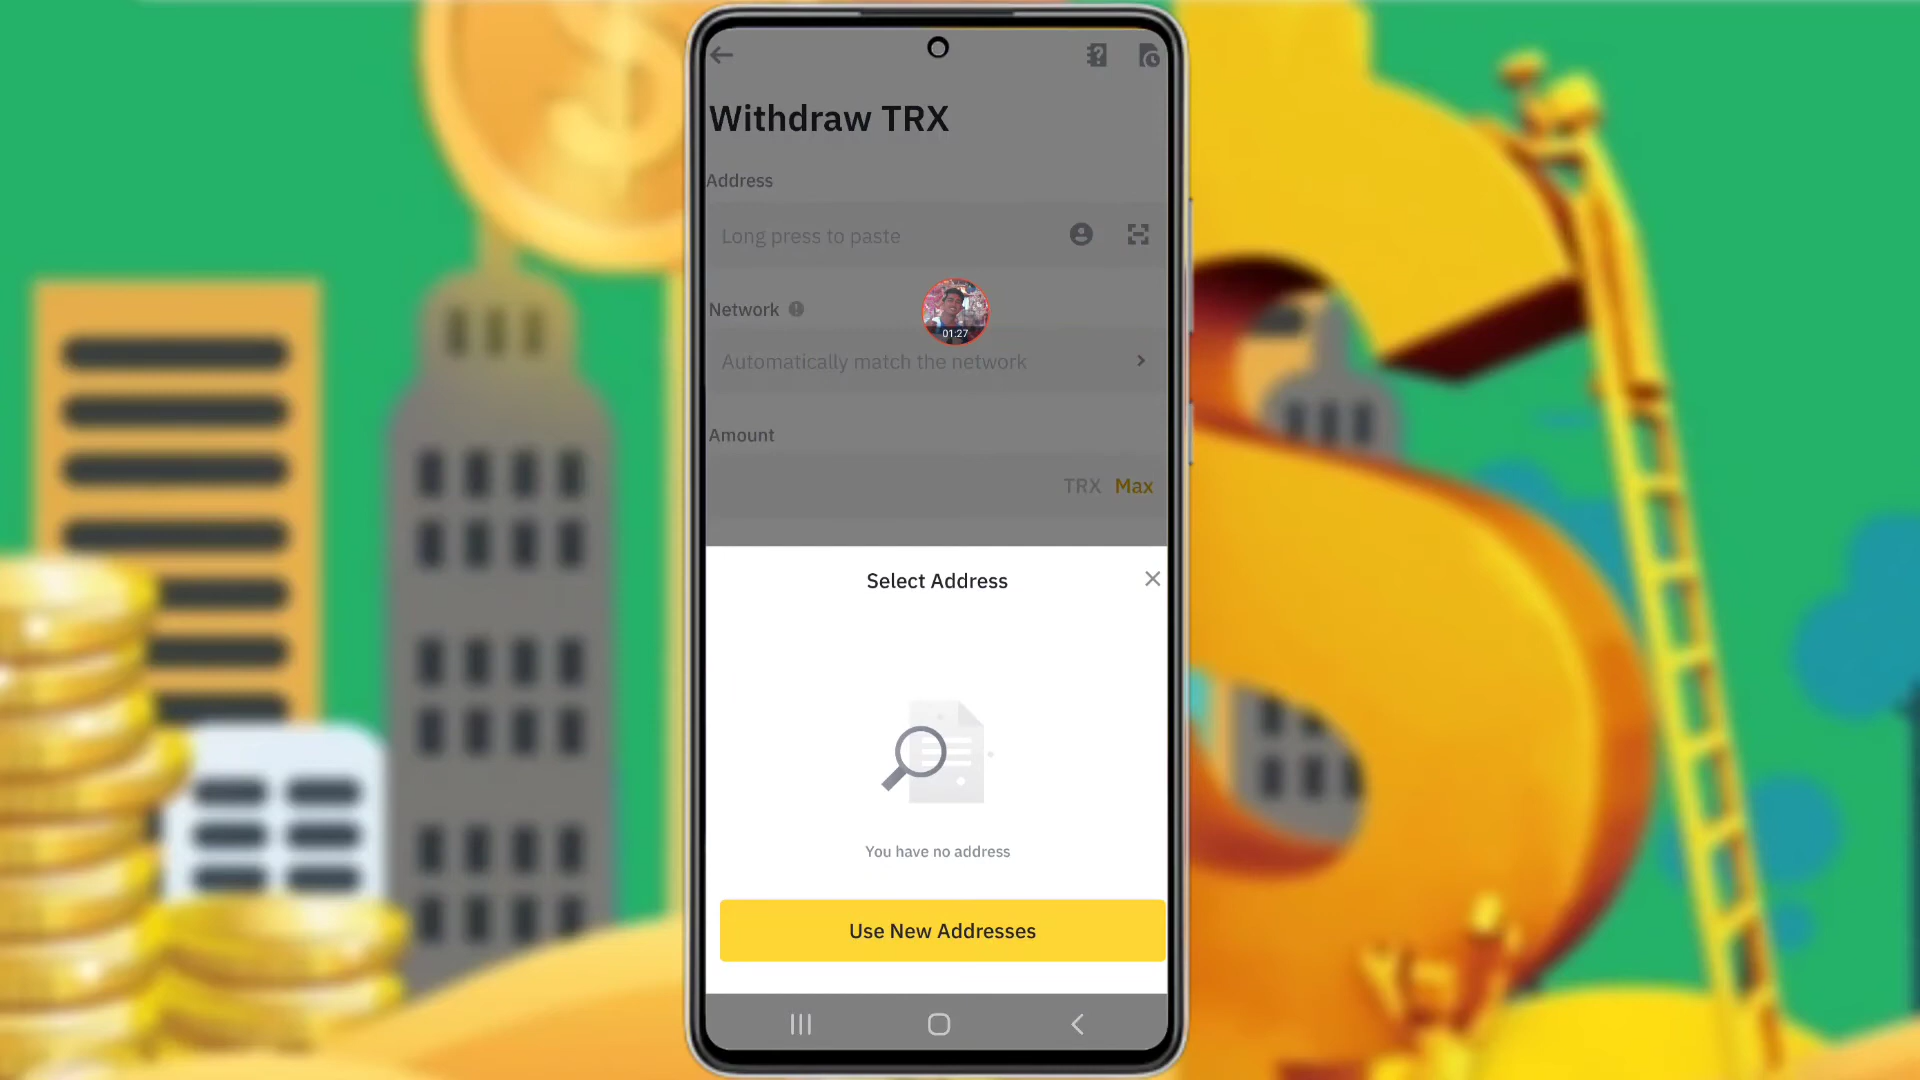 Withdraw TRX
Address
Long press to paste
Network
01:27
Automatically match the network
Amount
TRX Max
Select Address
You have no address
Use New Addresses